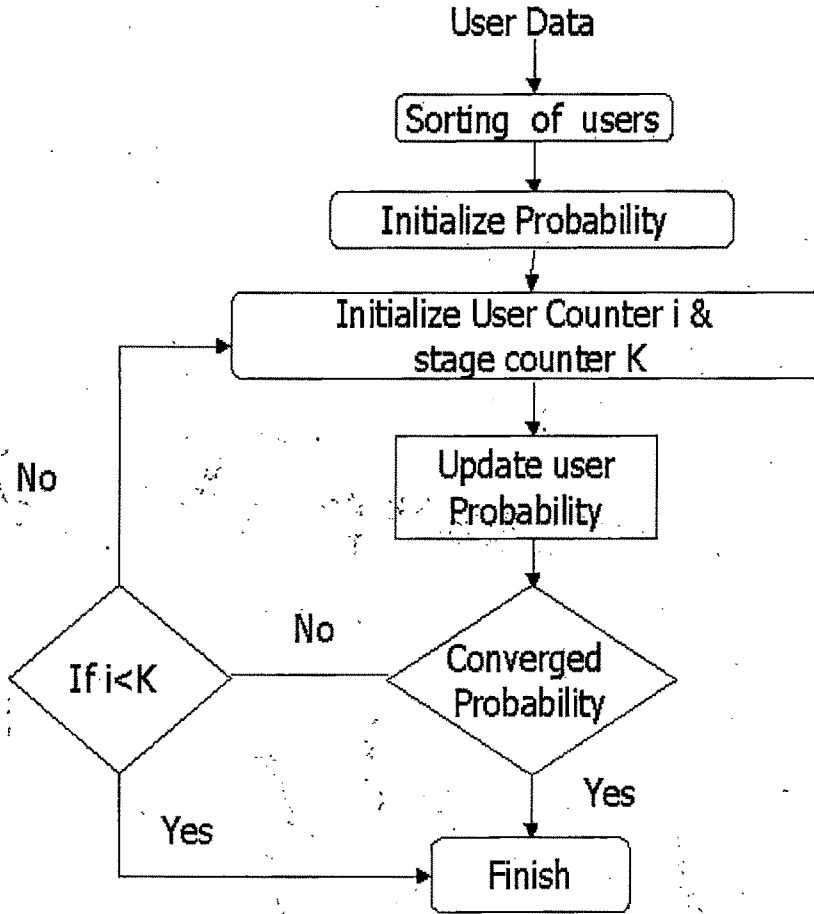 User Data
Sorting of users
Initialize Probability
Initialize User Counter i &
stage counter K
Update user
Probability
No
No
Converged
Probability
If i<K
Yes
Yes
Finish